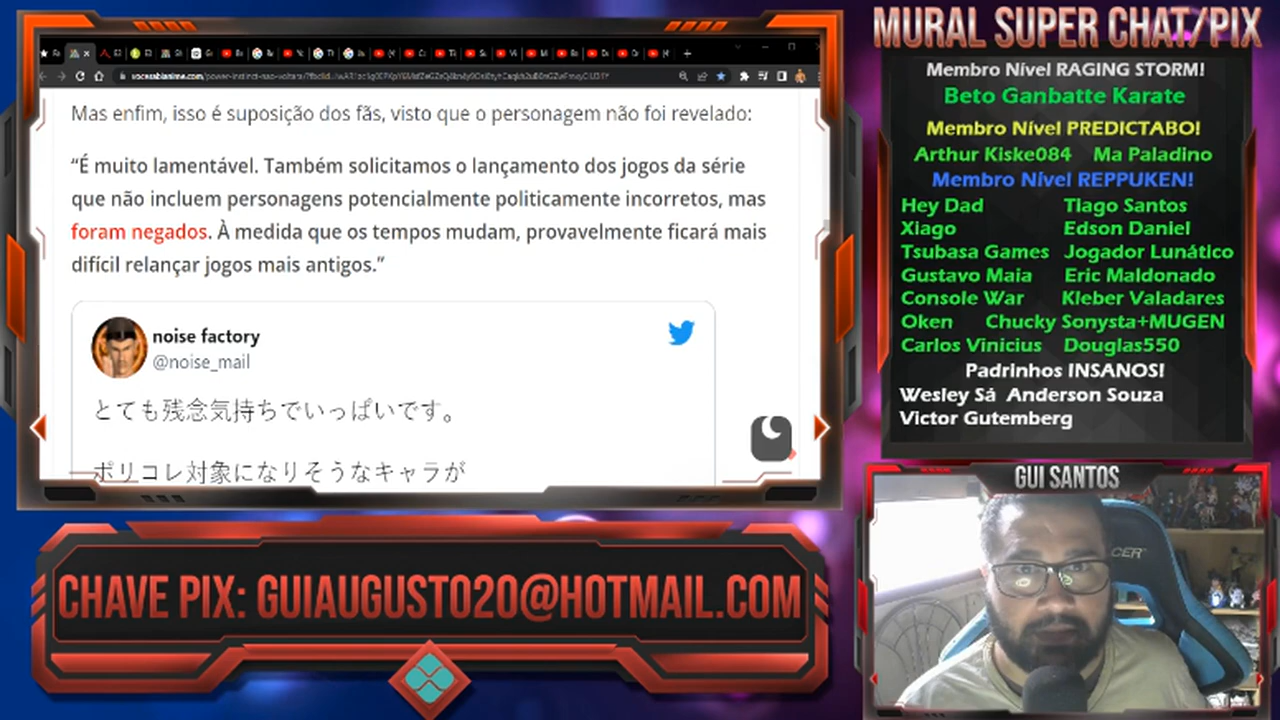 Mas enfim, isso é suposição dos fãs, visto que o personagem não foi revelado:
“É muito lamentável. Também solicitamos o lançamento dos jogos da série
que não incluem personagens potencialmente politicamente incorretos, mas
foram negados. À medida que os tempos mudam, provavelmente ficará mais
difícil relançar jogos mais antigos.”
noise factory
@noise_mail
とても残念気持ちでいっぱいです。
ポリコレ対象になりそうなキャラが
CHAVE PIX: GUIAUGUSTO20@HOTMAIL.COM
MURAL SUPER CHAT/PIX
Membro Nível RAGING STORM!
Beto Ganbatte Karate
Membro Nível PREDICTABO!
Arthur Kiske084 Ma Paladino
Membro Nível REPPUKEN!
Hey Dad Tiago Santos
Xiago Edson Daniel
Tsubasa Games Jogador Lunático
Gustavo Maia Eric Maldonado
Console War Kleber Valadares
Oken Chucky Sonysta+MUGEN
Carlos Vinicius Douglas550
Padrinhos INSANOS!
Wesley Sá Anderson Souza
Victor Gutemberg
GUI SANTOS